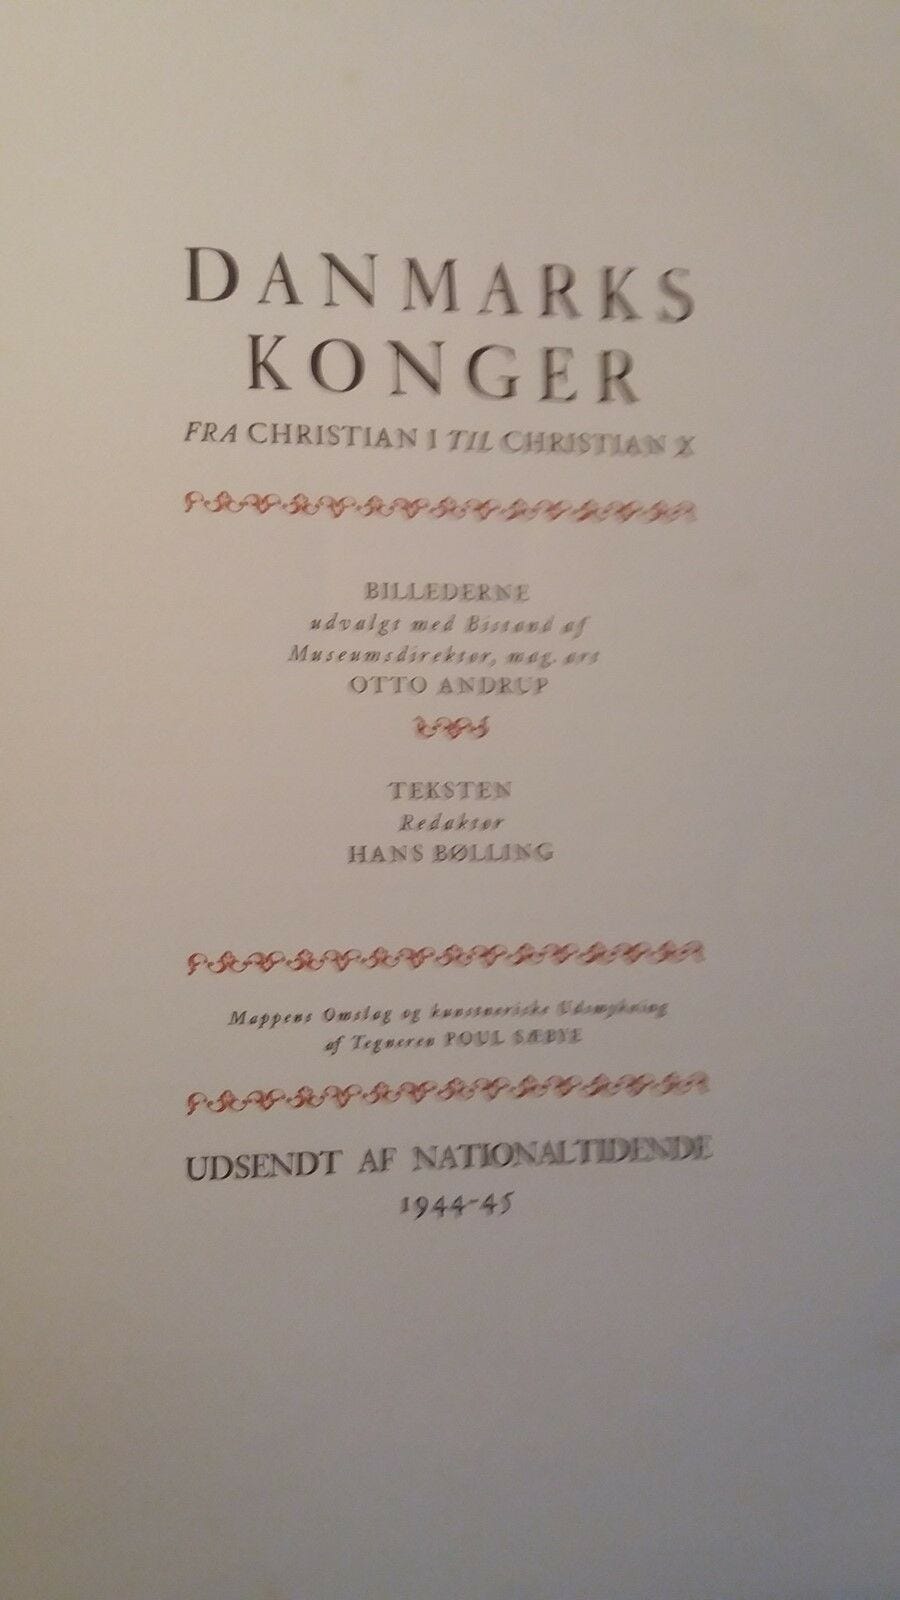 DANMARKS
KONGER
FRA CHRISTIAN I TIL CHRISTIAN X
BILLEDERNE
udvalgt med Bistand af
Museumsdirektør, mag. art
OTTO ANDRUP
TEKSTEN
Redaktør
HANS BØLLING
Mappens Omslag og kunstneriske Udsmykning
af Tegneren POUL SÆBYE
UDSENDT AF NATIONALTIDENDE
1944-45